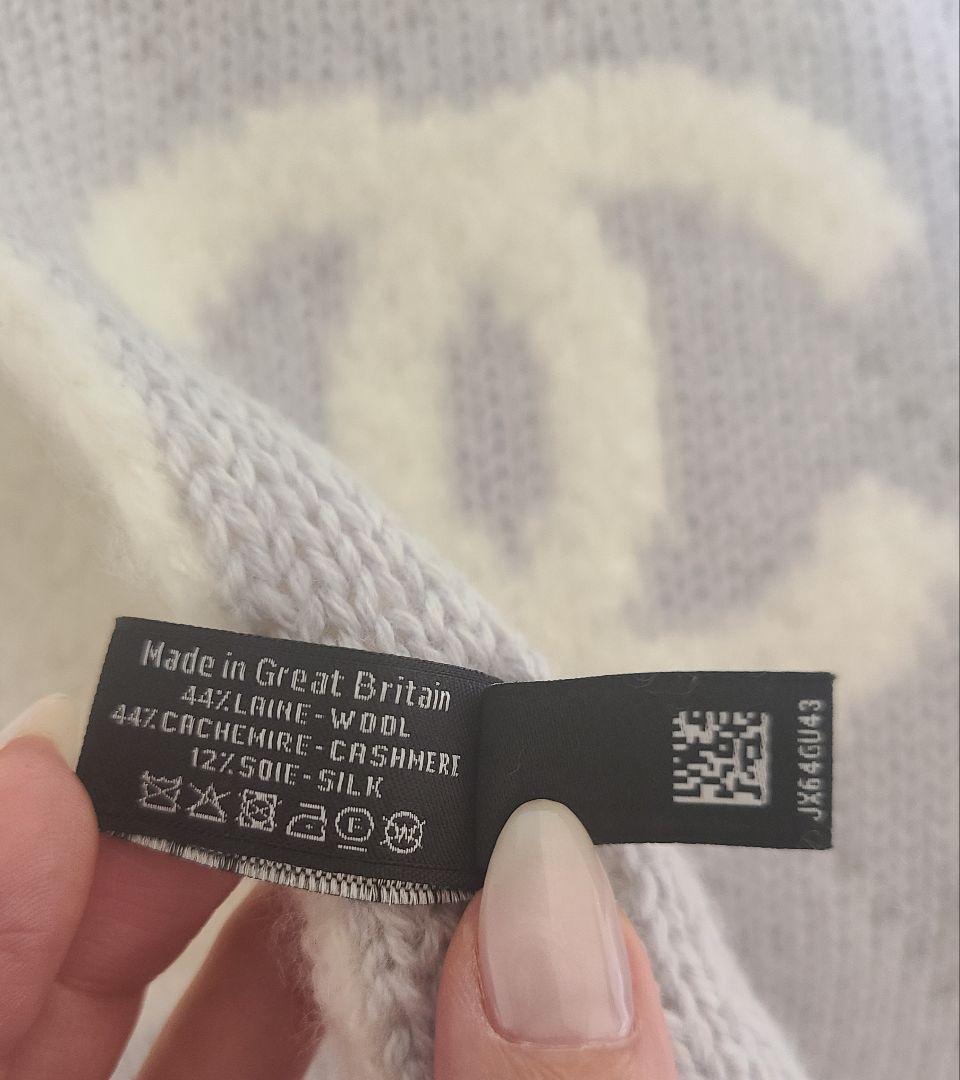 Made in Great Britain
44%LAINE-WOOL
44%CACHEMIRE-CASHMERE
12%SOIE-SILK
JX64GU43